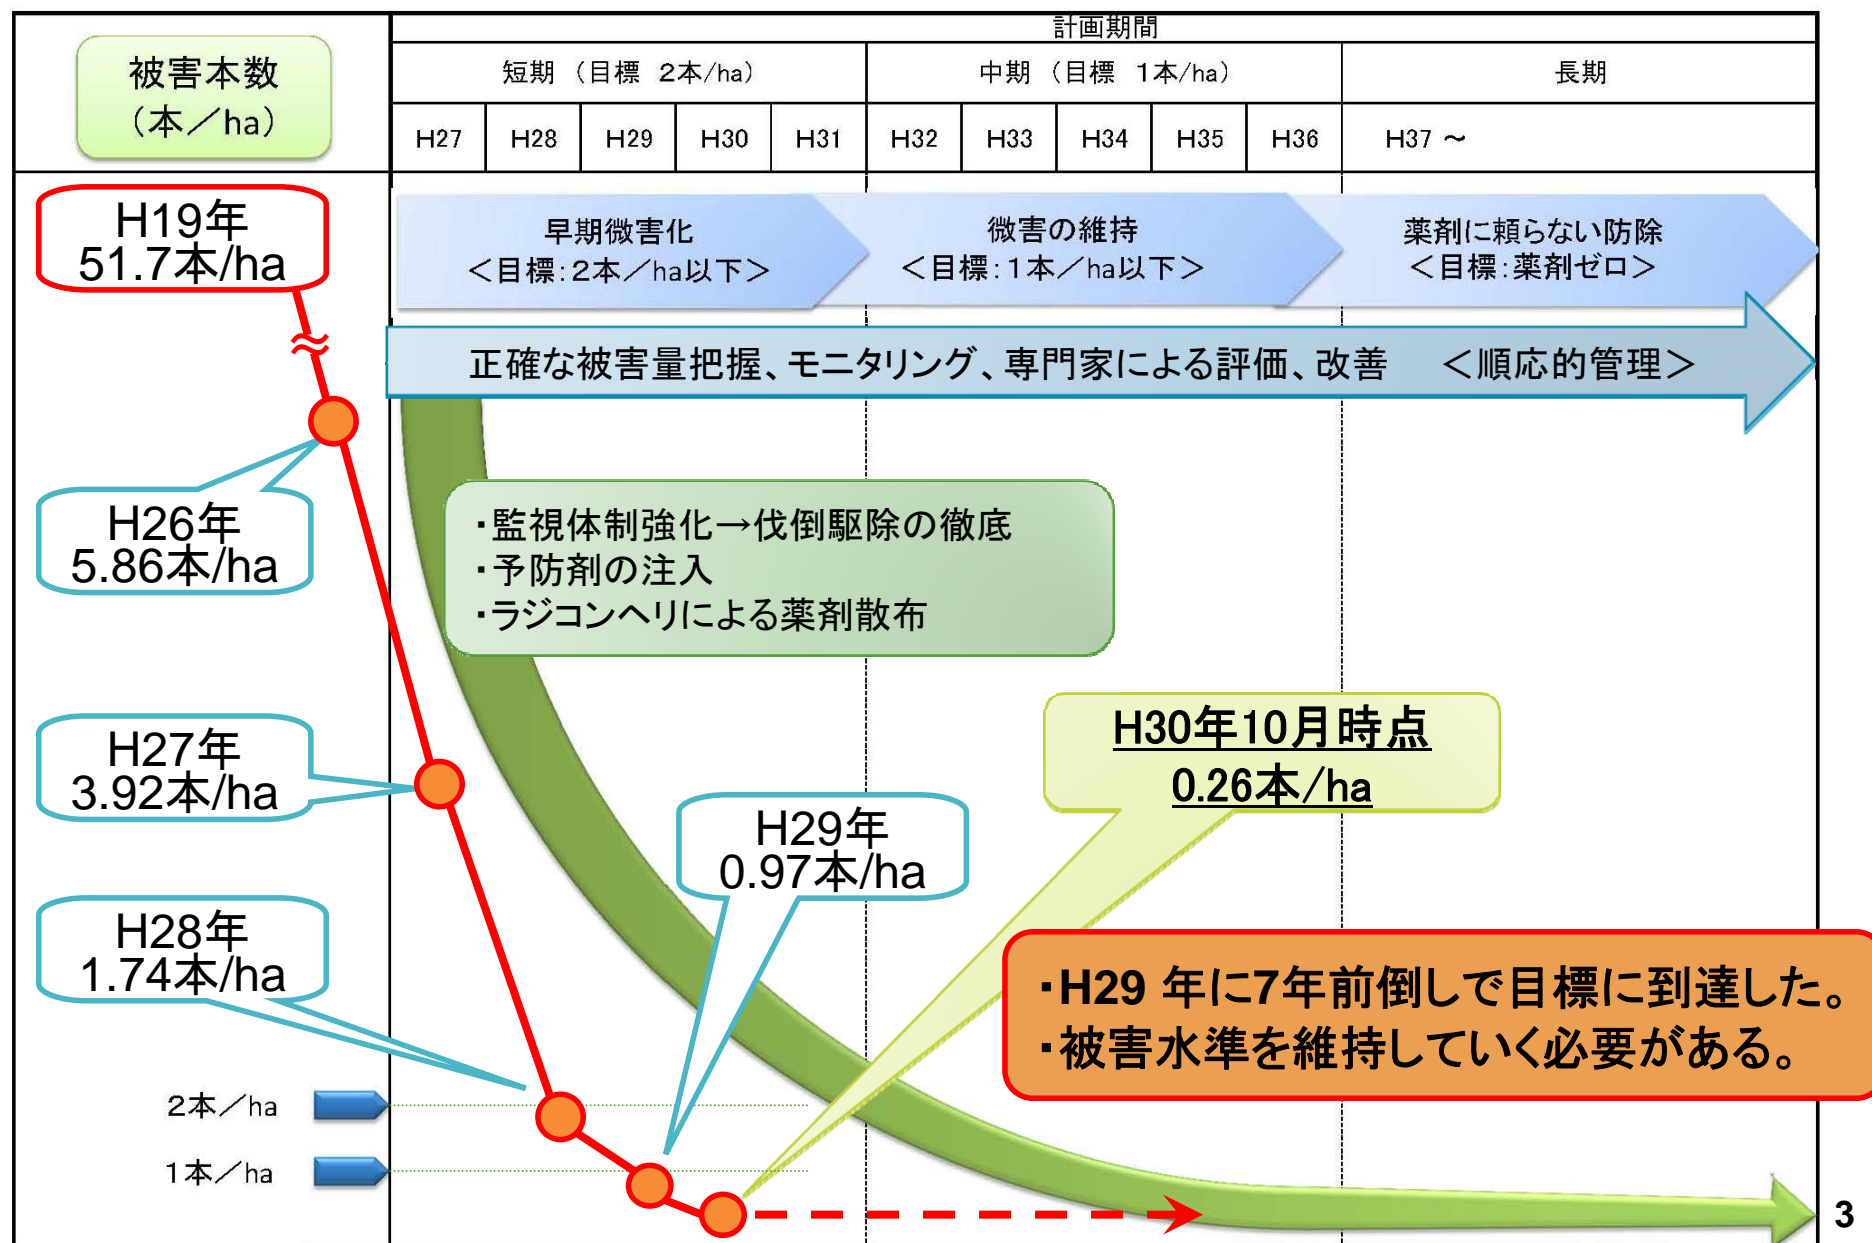 被害本数
（本／ha）
計画期間
短期 （目標 2本/ha）
中期 （目標 1本/ha）
長期
H27
H28
H29
H30
H31
H32
H33
H34
H35
H36
H37 ～
H19年
51.7本/ha
早期微害化
＜目標：2本／ha以下＞
微害の維持
＜目標：1本／ha以下＞
薬剤に頼らない防除
＜目標：薬剤ゼロ＞
正確な被害量把握、モニタリング、専門家による評価、改善 ＜順応的管理＞
H26年
5.86本/ha
・監視体制強化→伐倒駆除の徹底
・予防剤の注入
・ラジコンヘリによる薬剤散布
H27年
3.92本/ha
H30年10月時点
0.26本/ha
H29年
0.97本/ha
H28年
1.74本/ha
・H29 年に7年前倒しで目標に到達した。
・被害水準を維持していく必要がある。
2本／ha
1本／ha
3